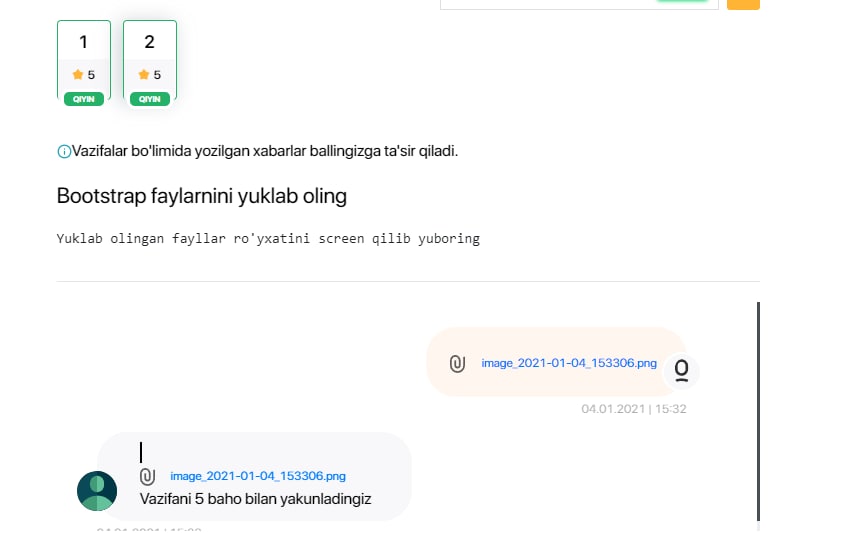 1
2
5
5
QIYIN
QIYIN
Vazifalar bo'limida yozilgan xabarlar ballingizga ta'sir qiladi.
Bootstrap faylarnini yuklab oling
Yuklab olingan fayllar ro'yxatini screen qilib yuboring
image_2021-01-04_153306.png
04.01.2021 | 15:32
image_2021-01-04_153306.png
Vazifani 5 baho bilan yakunladingiz